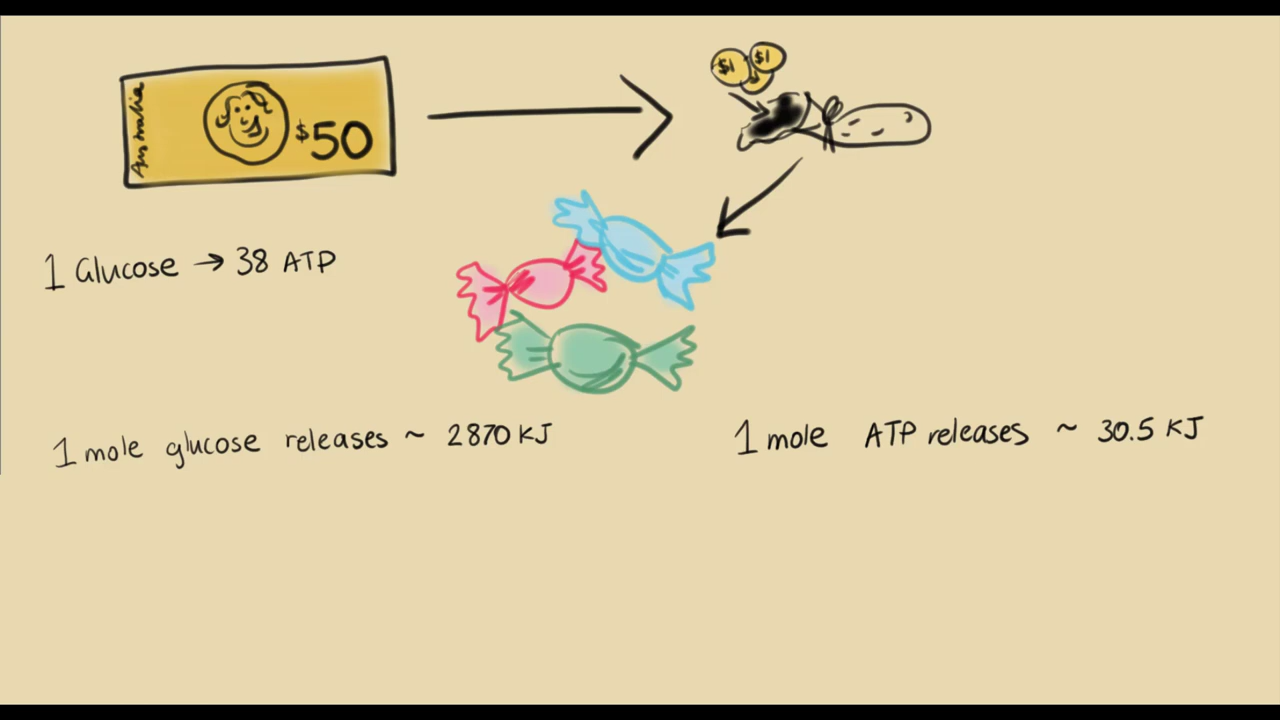 Australia
$50
$1
$1
1 Glucose → 38 ATP
1 mole glucose releases ~ 2870 KJ
1 mole ATP releases ~ 30.5 KJ